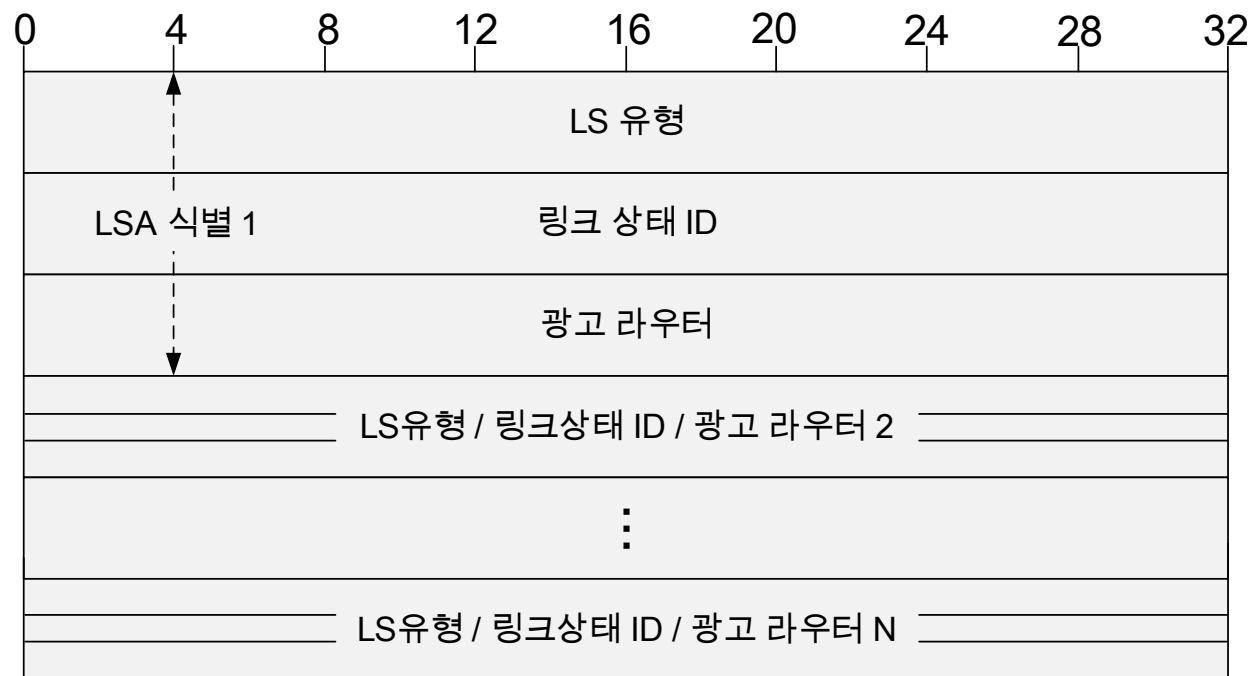 0 4 8 12 16 20 24 28 32
LS 유형
LSA 식별 1 링크 상태 ID
광고 라우터
LS유형 / 링크상태 ID / 광고 라우터 2
⋮
LS유형 / 링크상태 ID / 광고 라우터 N